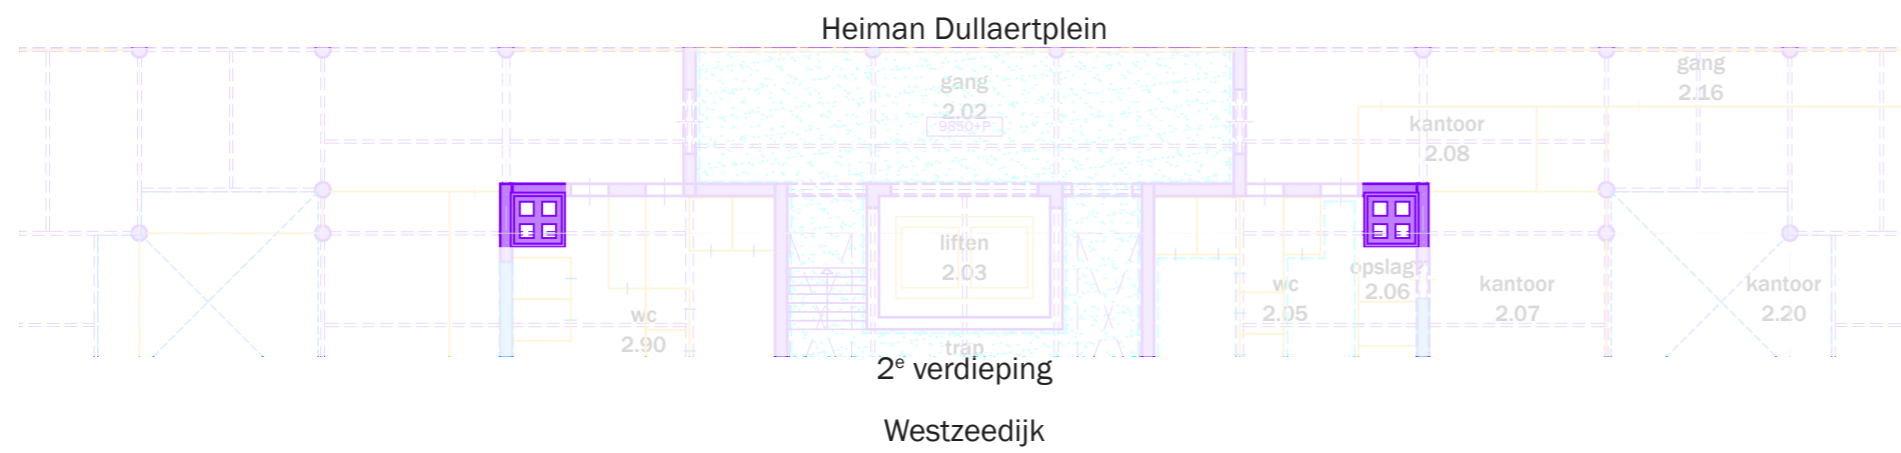 Heiman Dullaertplein
gang
2.02
9850+P
gang
2.16
kantoor
2.08
liften
2.03
opslag?
2.06
wc
2.05
kantoor
2.07
kantoor
2.20
wc
2.90
trap
2e verdieping
Westzeedijk